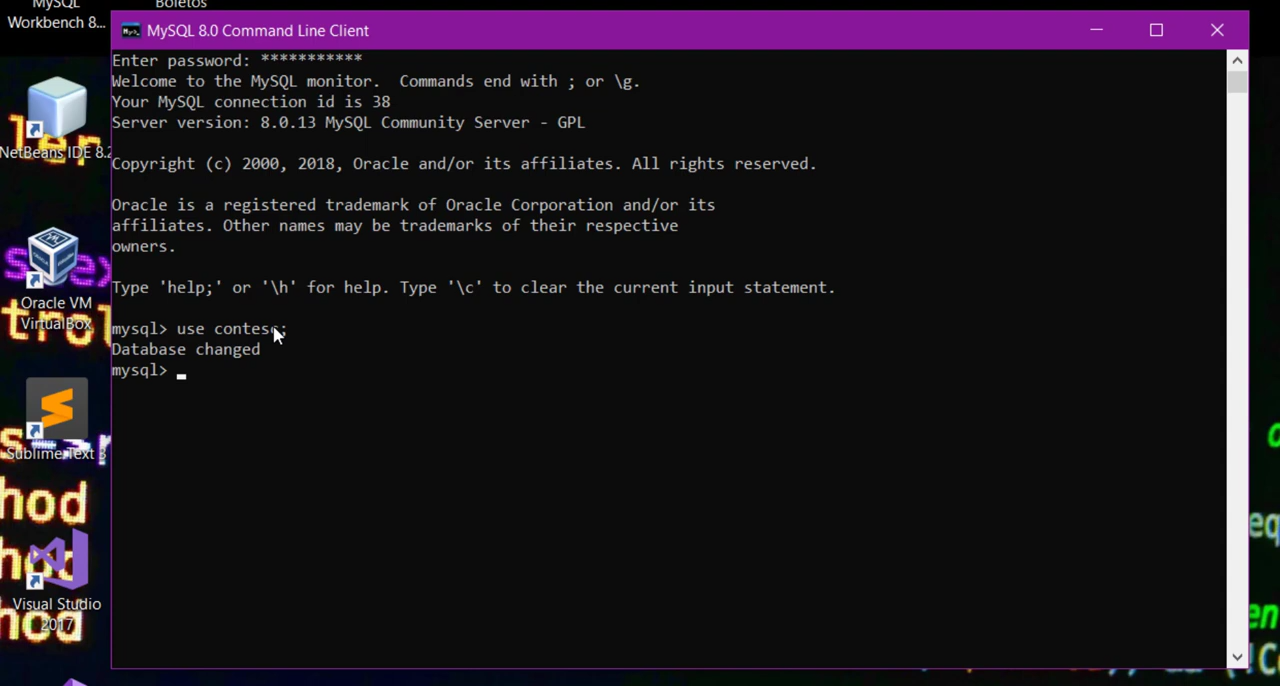 MySQL
Workbench 8...
Boletos
MySQL 8.0 Command Line Client
Enter password: ***********
Welcome to the MySQL monitor.  Commands end with ; or \g.
Your MySQL connection id is 38
Server version: 8.0.13 MySQL Community Server - GPL
Copyright (c) 2000, 2018, Oracle and/or its affiliates. All rights reserved.
Oracle is a registered trademark of Oracle Corporation and/or its
affiliates. Other names may be trademarks of their respective
owners.
Type 'help;' or '\h' for help. Type '\c' to clear the current input statement.
mysql> use
Database changed
mysql>
NetBeans IDE 8.2
Oracle VM
VirtualBox
Sublime Text 3
Visual Studio
2017
hod